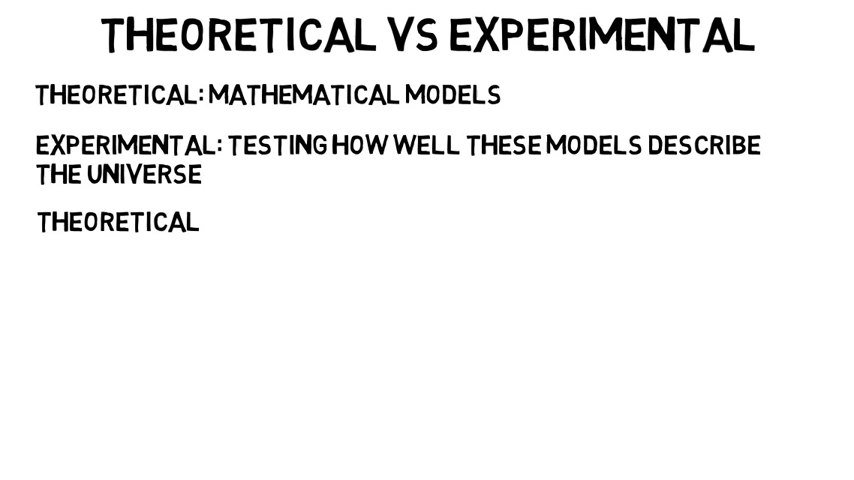 THEORETICAL VS EXPERIMENTAL
THEORETICAL: MATHEMATICAL MODELS
EXPERIMENTAL: TESTING HOW WELL THESE MODELS DESCRIBE
THE UNIVERSE
THEORETICAL